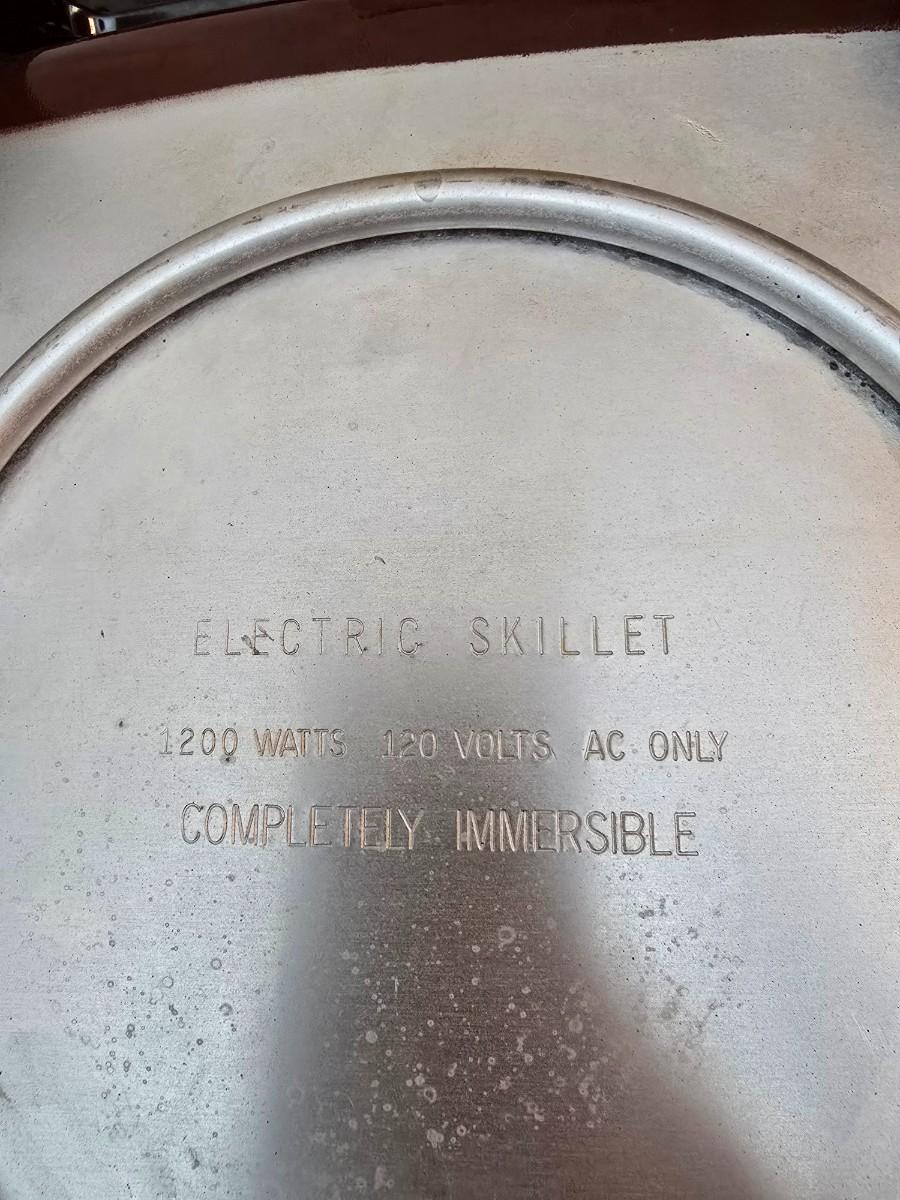 ELECTRIC SKILLET
1200 WATTS 120 VOLTS AC ONLY
COMPLETELY IMMERSIBLE